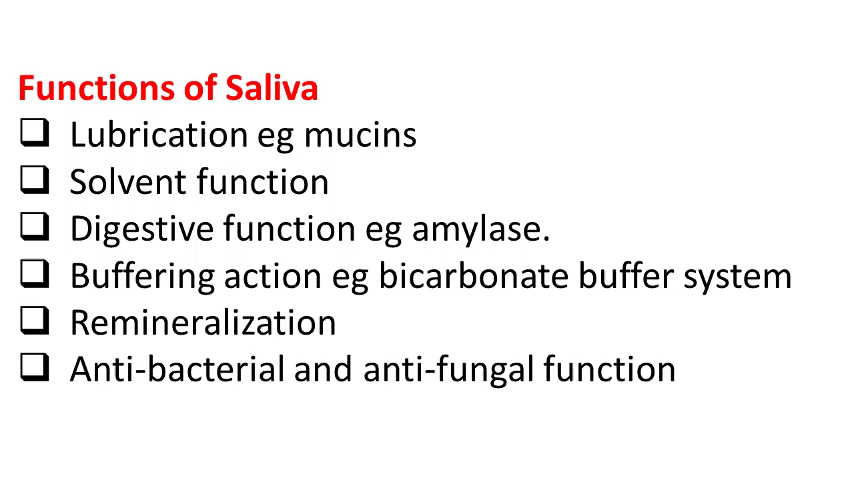 Functions of Saliva
❑ Lubrication eg mucins
❑ Solvent function
❑ Digestive function eg amylase.
❑ Buffering action eg bicarbonate buffer system
❑ Remineralization
❑ Anti-bacterial and anti-fungal function